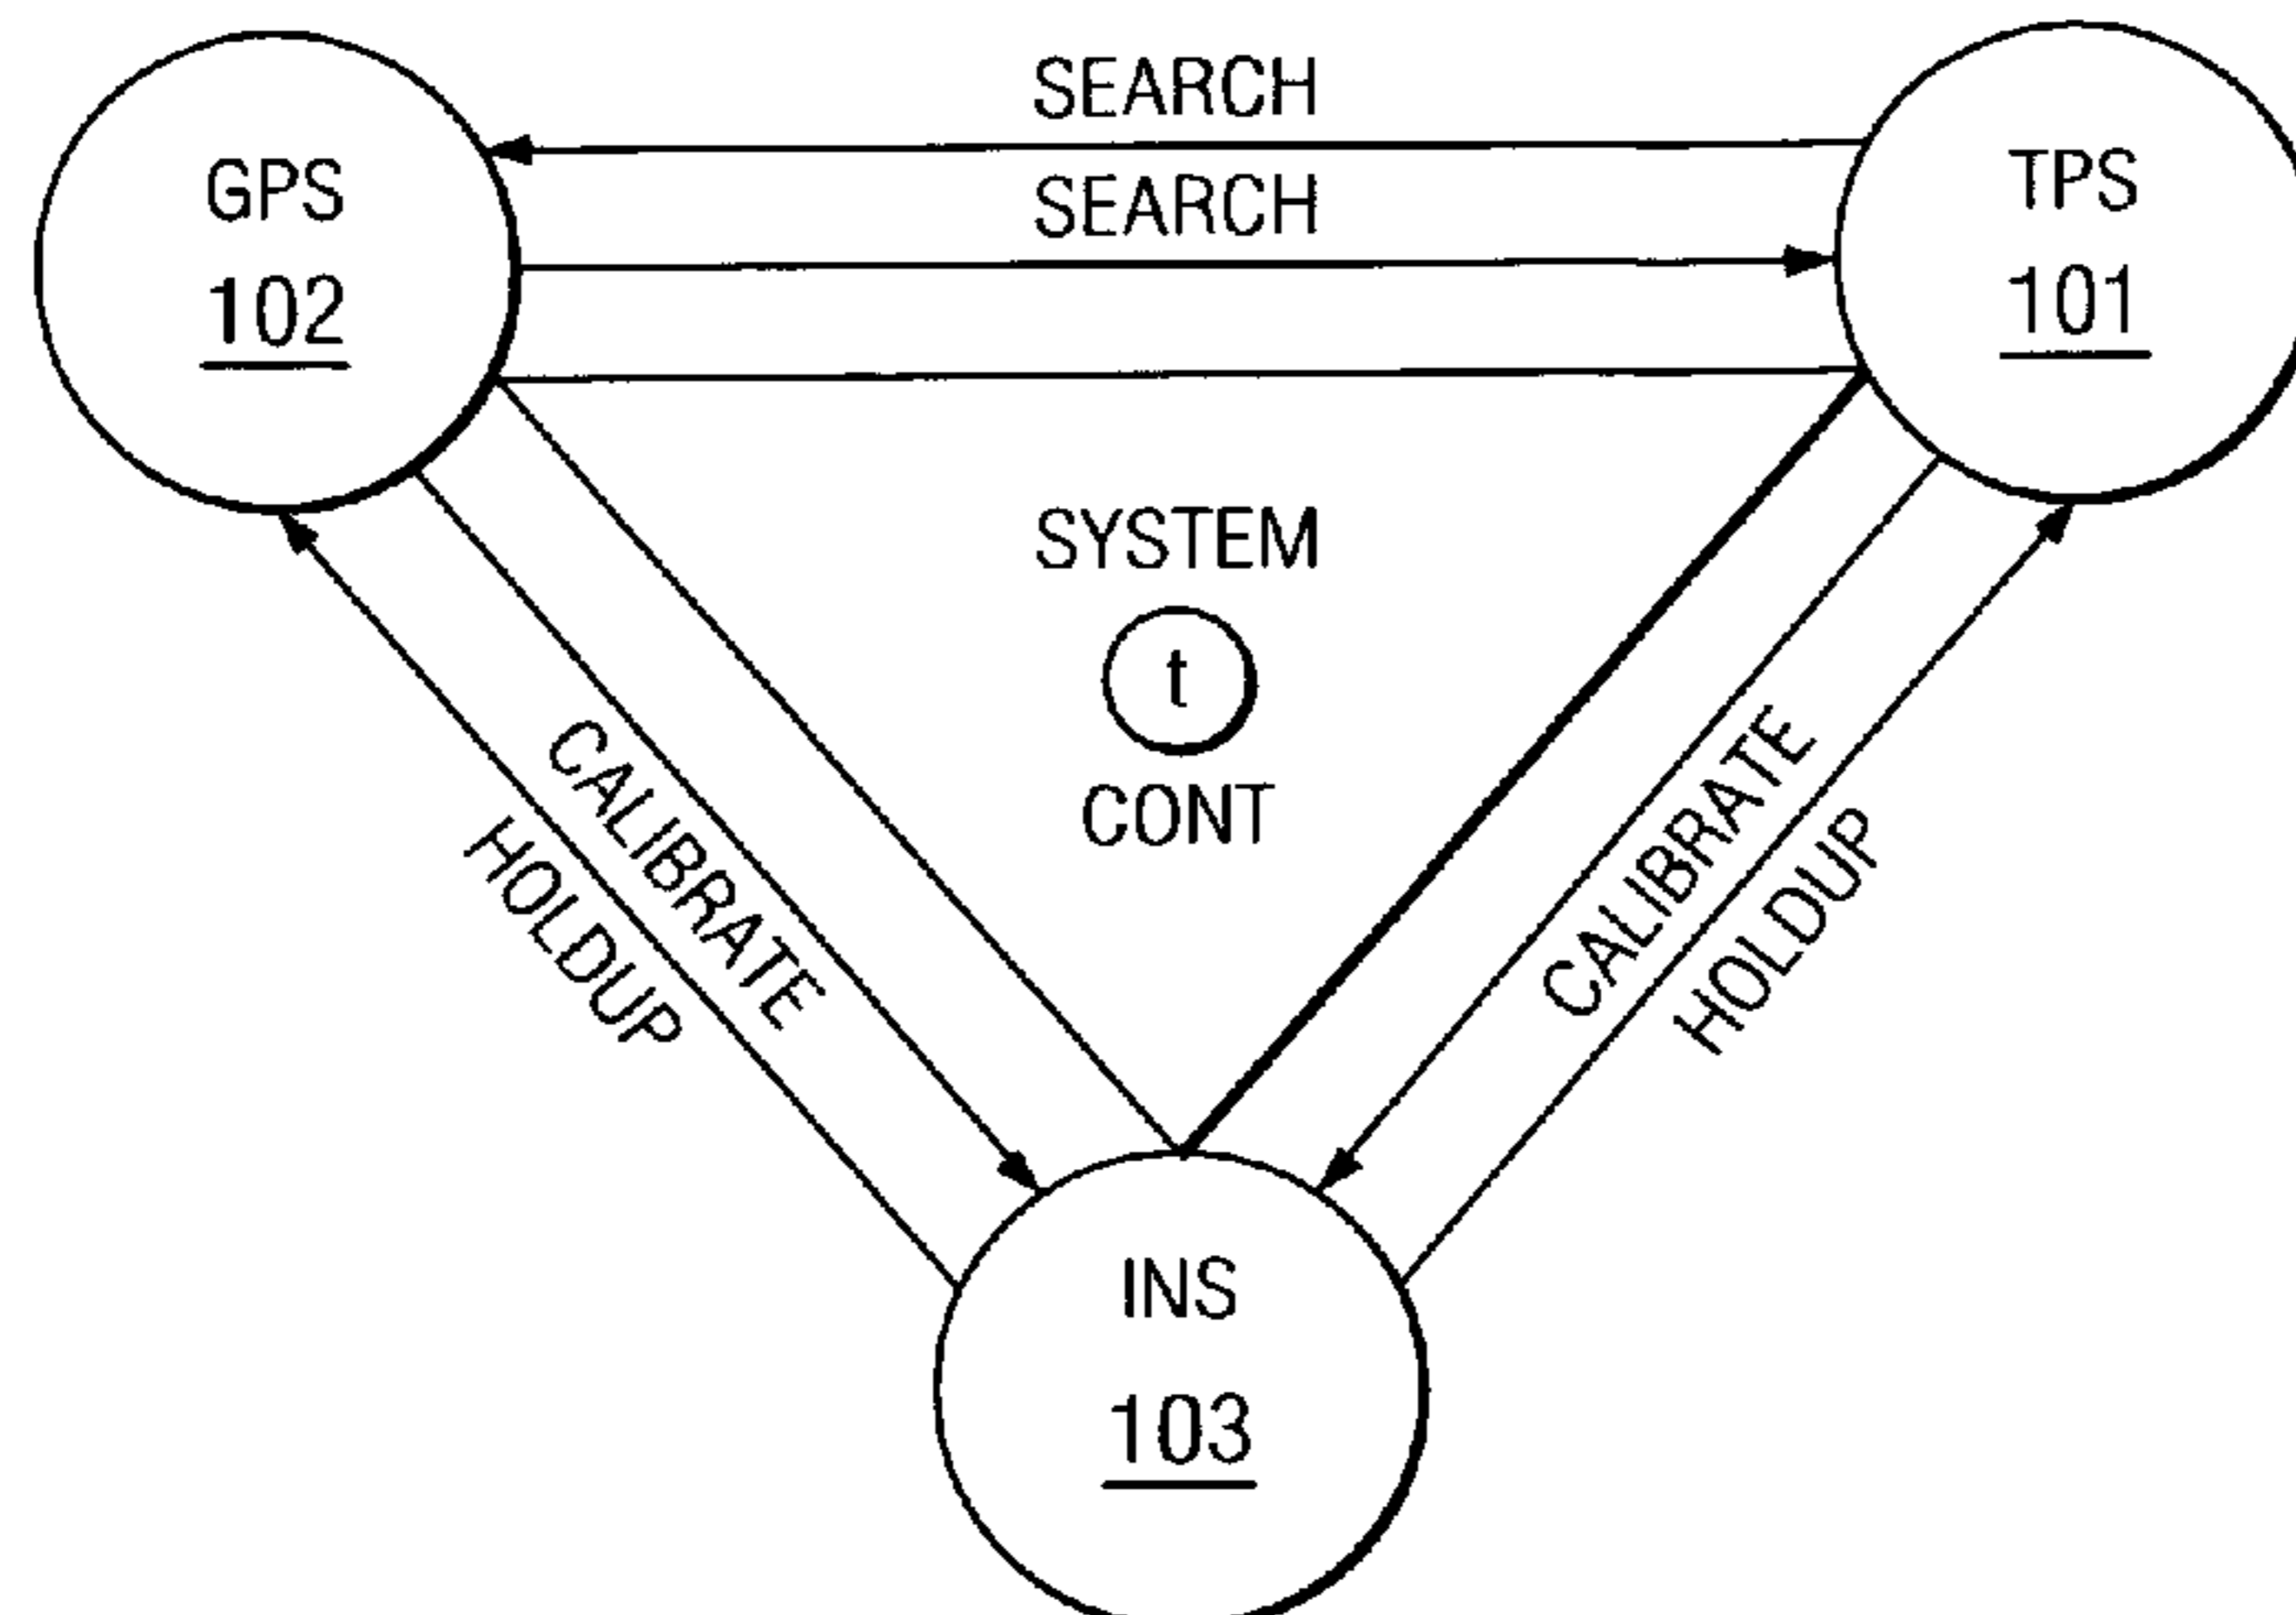 SEARCH
SEARCH
GPS
102
TPS
101
SYSTEM
t
CONT
CALIBRATE
HOLDUP
CALIBRATE
HOLDUP
INS
103